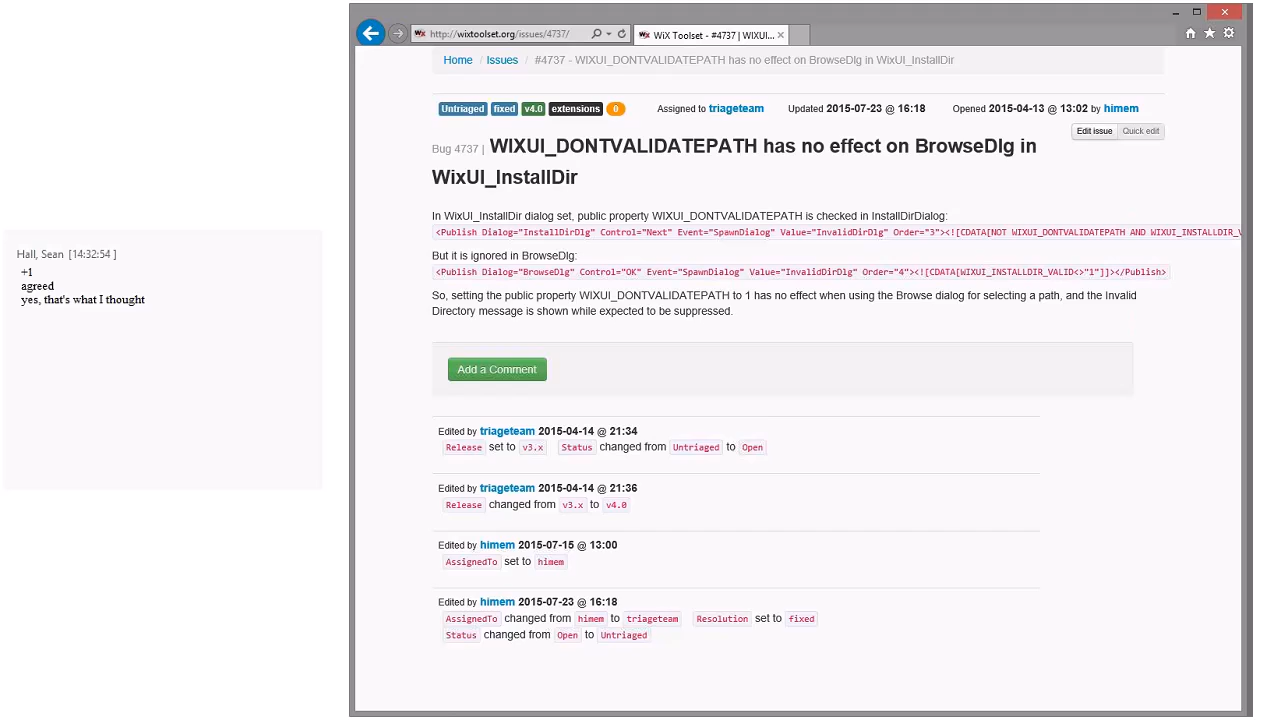 Hall, Sean [14:32:54 ]
+1
agreed
yes, that's what I thought
http://wixtoolset.org/issues/4737/
WiX Toolset - #4737 | WIXUI...
Home / Issues / #4737 - WIXUI_DONTVALIDATEPATH has no effect on BrowseDlg in WixUI_InstallDir
Untriaged fixed v4.0 extensions 0 Assigned to triageteam Updated 2015-07-23 @ 16:18 Opened 2015-04-13 @ 13:02 by himem
Edit issue Quick edit
Bug 4737 | WIXUI_DONTVALIDATEPATH has no effect on BrowseDlg in
WixUI_InstallDir
In WixUI_InstallDir dialog set, public property WIXUI_DONTVALIDATEPATH is checked in InstallDirDialog:
<Publish Dialog="InstallDirDlg" Control="Next" Event="SpawnDialog" Value="InvalidDirDlg" Order="3"><![CDATA[NOT WIXUI_DONTVALIDATEPATH AND WIXUI_INSTALLDIR_V
But it is ignored in BrowseDlg:
<Publish Dialog="BrowseDlg" Control="OK" Event="SpawnDialog" Value="InvalidDirDlg" Order="4"><![CDATA[WIXUI_INSTALLDIR_VALID<>"1"]]></Publish>
So, setting the public property WIXUI_DONTVALIDATEPATH to 1 has no effect when using the Browse dialog for selecting a path, and the Invalid
Directory message is shown while expected to be suppressed.
Add a Comment
Edited by triageteam 2015-04-14 @ 21:34
Release set to v3.x Status changed from Untriaged to Open
Edited by triageteam 2015-04-14 @ 21:36
Release changed from v3.x to v4.0
Edited by himem 2015-07-15 @ 13:00
AssignedTo set to himem
Edited by himem 2015-07-23 @ 16:18
AssignedTo changed from himem to triageteam Resolution set to fixed
Status changed from Open to Untriaged